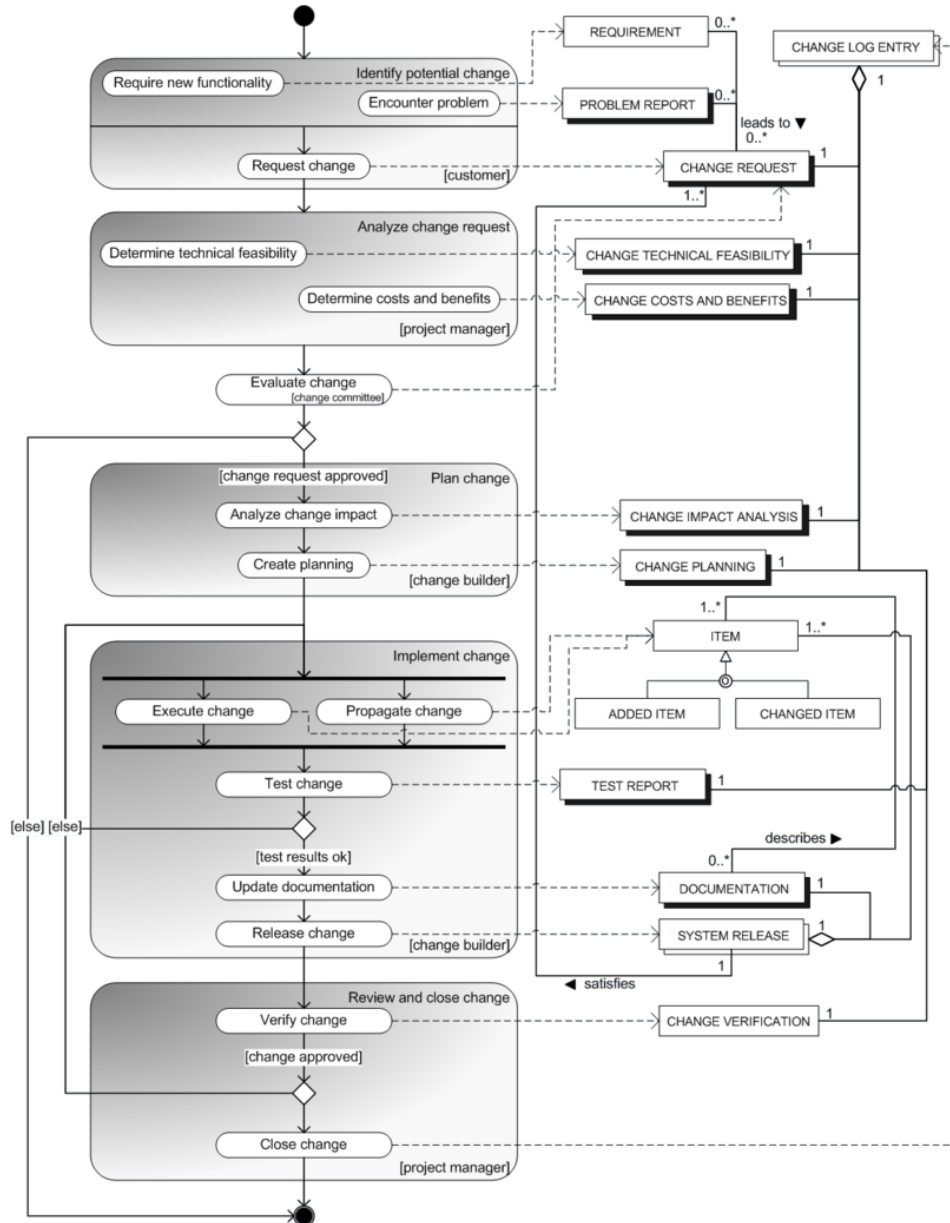 REQUIREMENT
0..*
CHANGE LOG ENTRY
1
Identify potential change
Require new functionality
Encounter problem
PROBLEM REPORT
0..*
leads to ▼
0..*
Request change
CHANGE REQUEST
1
[customer]
1..*
Analyze change request
Determine technical feasibility
CHANGE TECHNICAL FEASIBILITY
1
Determine costs and benefits
CHANGE COSTS AND BENEFITS
1
[project manager]
Evaluate change
[change committee]
[change request approved]
Plan change
Analyze change impact
CHANGE IMPACT ANALYSIS
1
Create planning
CHANGE PLANNING
1
[change builder]
1..*
ITEM
1..*
Implement change
Execute change
Propagate change
ADDED ITEM
CHANGED ITEM
Test change
TEST REPORT
1
[else]
[else]
[test results ok]
describes ►
0..*
Update documentation
DOCUMENTATION
1
Release change
SYSTEM RELEASE
1
[change builder]
1
◄ satisfies
Review and close change
Verify change
CHANGE VERIFICATION
1
[change approved]
Close change
[project manager]